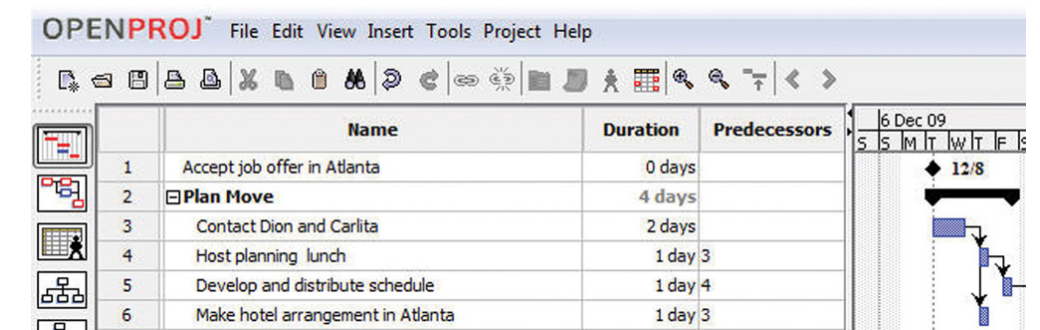 OPENPROJ™ File Edit View Insert Tools Project Help
Name Duration Predecessors 6 Dec 09
S S M T W T F S
1 Accept job offer in Atlanta 0 days 12/8
2 Plan Move 4 days
3 Contact Dion and Carlita 2 days
4 Host planning lunch 1 day 3
5 Develop and distribute schedule 1 day 4
6 Make hotel arrangement in Atlanta 1 day 3